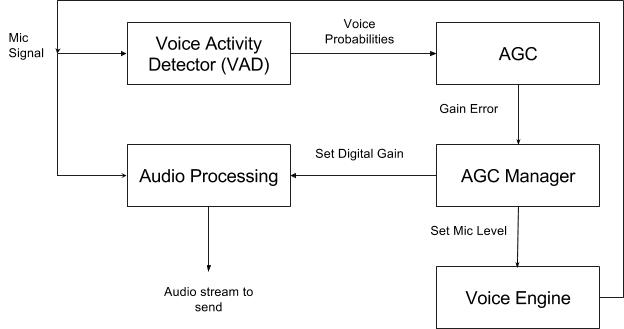 Mic
Signal
Voice Activity
Detector (VAD)
Voice
Probabilities
AGC
Gain Error
Audio Processing
Set Digital Gain
AGC Manager
Set Mic Level
Audio stream to
send
Voice Engine